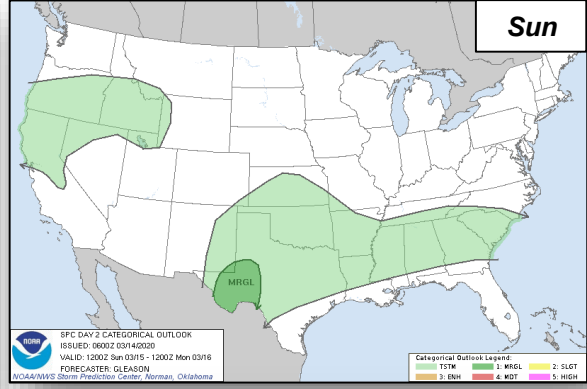 Sun
MRGL
NOAA
SPC DAY 2 CATEGORICAL OUTLOOK
ISSUED: 0600Z 03/14/2020
VALID: 1200Z Sun 03/15 - 1200Z Mon 03/16
FORECASTER: GLEASON
NOAA/NWS Storm Prediction Center, Norman, Oklahoma
Categorical Outlook Legend:
TSTM 1: MRGL 2: SLGT
3: ENH 4: MDT 5: HIGH